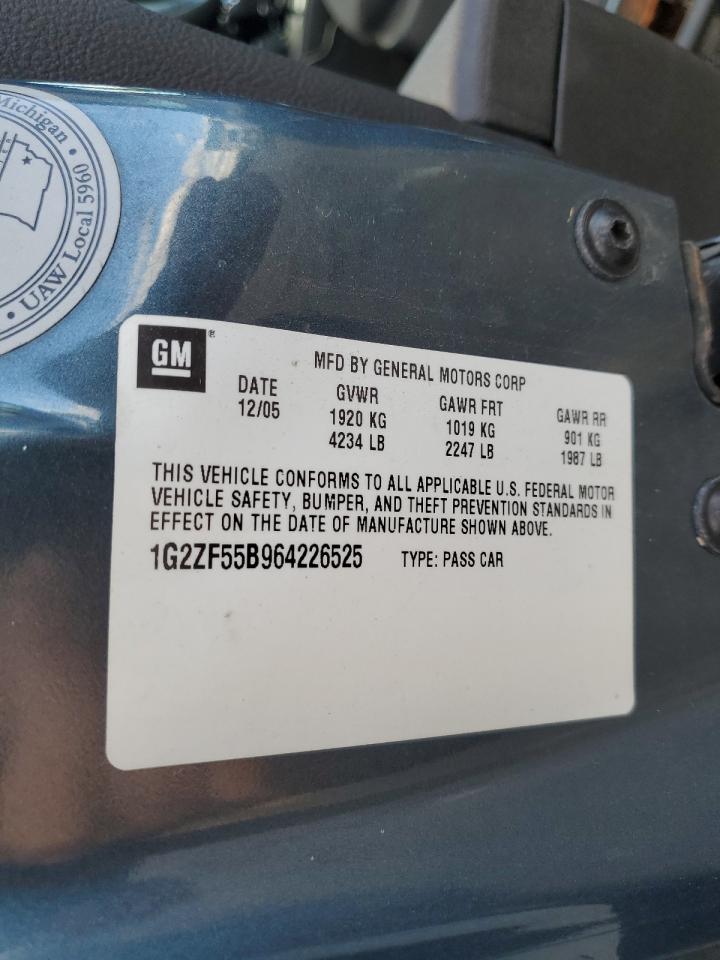 Michigan •
• UAW Local 5960
GM ®
MFD BY GENERAL MOTORS CORP
DATE GVWR GAWR FRT GAWR RR
12/05 1920 KG 1019 KG 901 KG
4234 LB 2247 LB 1987 LB
THIS VEHICLE CONFORMS TO ALL APPLICABLE U.S. FEDERAL MOTOR
VEHICLE SAFETY, BUMPER, AND THEFT PREVENTION STANDARDS IN
EFFECT ON THE DATE OF MANUFACTURE SHOWN ABOVE.
1G2ZF55B964226525 TYPE: PASS CAR